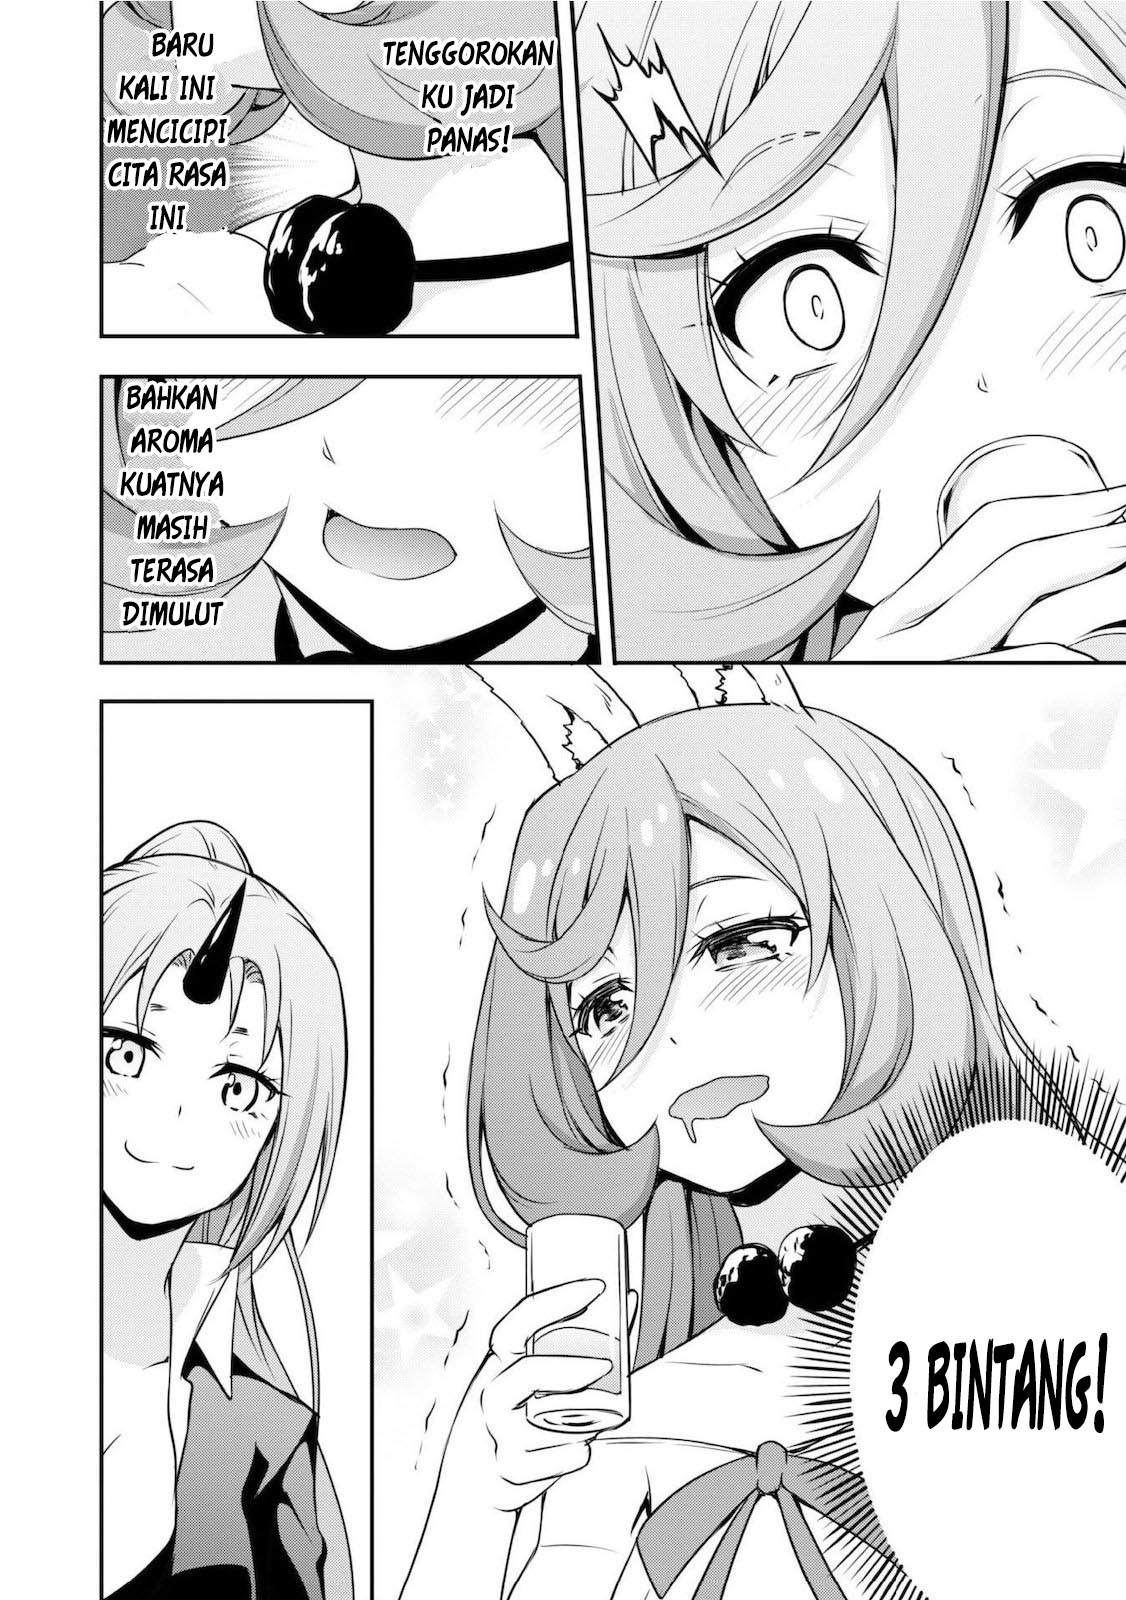 TENGGOROKAN
KU JADI
PANAS!
BARU
KALI INI
MENCICIPI
CITA RASA
INI
BAHKAN
AROMA
KUATNYA
MASIH
TERASA
DIMULUT
3 BINTANG!